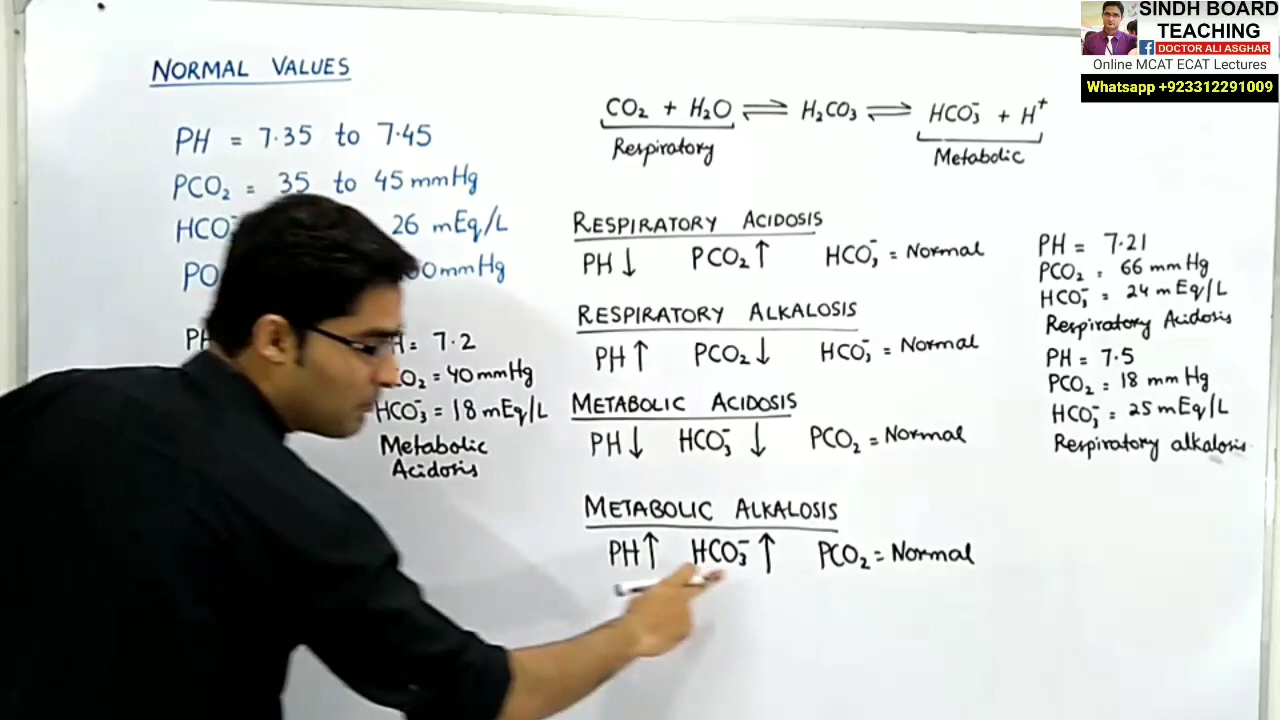 SINDH BOARD
TEACHING
DOCTOR ALI ASGHAR
Online MCAT ECAT Lectures
Whatsapp +923312291009
NORMAL VALUES
PH = 7.35 to 7.45
PCO₂ = 35 to 45 mmHg
HCO 26 mEq/L
PO mmHg
PH
= 7.2
= 40 mmHg
HCO₃⁻ = 18 mEq/L
Metabolic
Acidosis
CO₂ + H₂O ⇌ H₂CO₃ ⇌ HCO₃⁻ + H⁺
Respiratory Metabolic
RESPIRATORY ACIDOSIS
PH ↓ PCO₂ ↑ HCO₃⁻ = Normal
RESPIRATORY ALKALOSIS
PH ↑ PCO₂ ↓ HCO₃⁻ = Normal
METABOLIC ACIDOSIS
PH ↓ HCO₃⁻ ↓ PCO₂ = Normal
METABOLIC ALKALOSIS
PH ↑ HCO₃⁻ ↑ PCO₂ = Normal
PH = 7.21
PCO₂ = 66 mmHg
HCO₃⁻ = 24 mEq/L
Respiratory Acidosis
PH = 7.5
PCO₂ = 18 mmHg
HCO₃⁻ = 25 mEq/L
Respiratory alkalosis